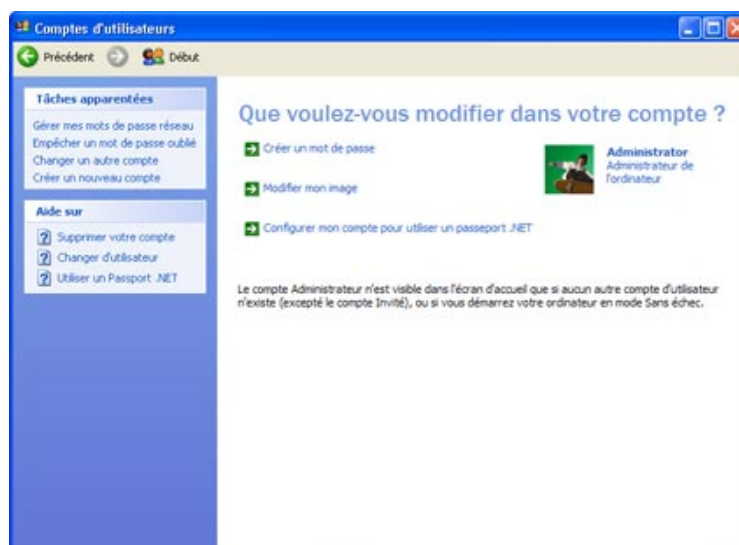 Comptes d'utilisateurs
Précédent
Début
Tâches apparentées
Gérer mes mots de passe réseau
Empêcher un mot de passe oublié
Changer un autre compte
Créer un nouveau compte
Aide sur
Supprimer votre compte
Changer d'utilisateur
Utiliser un Passport .NET
Que voulez-vous modifier dans votre compte ?
Créer un mot de passe
Modifier mon image
Configurer mon compte pour utiliser un passeport .NET
Administrator
Administrateur de
l'ordinateur
Le compte Administrateur n'est visible dans l'écran d'accueil que si aucun autre compte d'utilisateur
n'existe (excepté le compte Invité), ou si vous démarrez votre ordinateur en mode Sans échec.